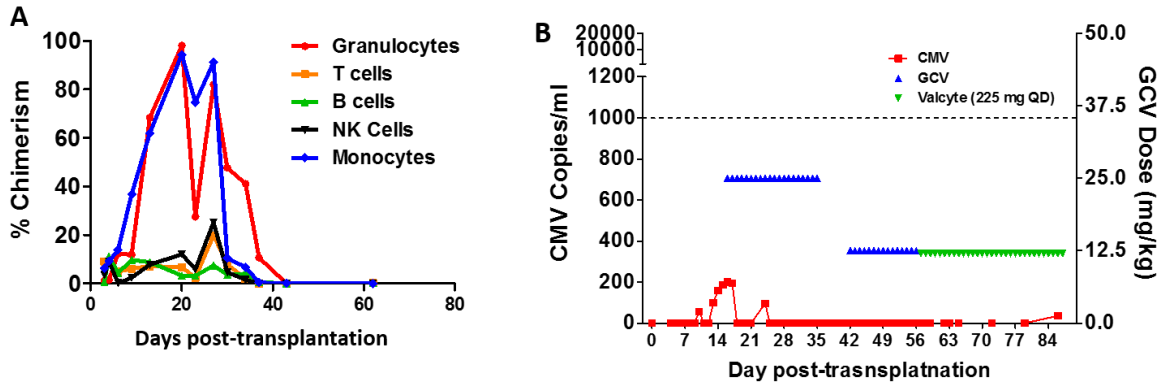 A
100
80
60
40
20
0
% Chimerism
0 20 40 60 80
Days post-transplantation
Granulocytes
T cells
B cells
NK Cells
Monocytes
B
20000
10000
1200
1000
800
600
400
200
0
CMV Copies/ml
0 7 14 21 28 35 42 49 56 63 70 77 84
Day post-trasnsplatnation
CMV
GCV
Valcyte (225 mg QD)
50.0
37.5
25.0
12.5
0.0
GCV Dose (mg/kg)